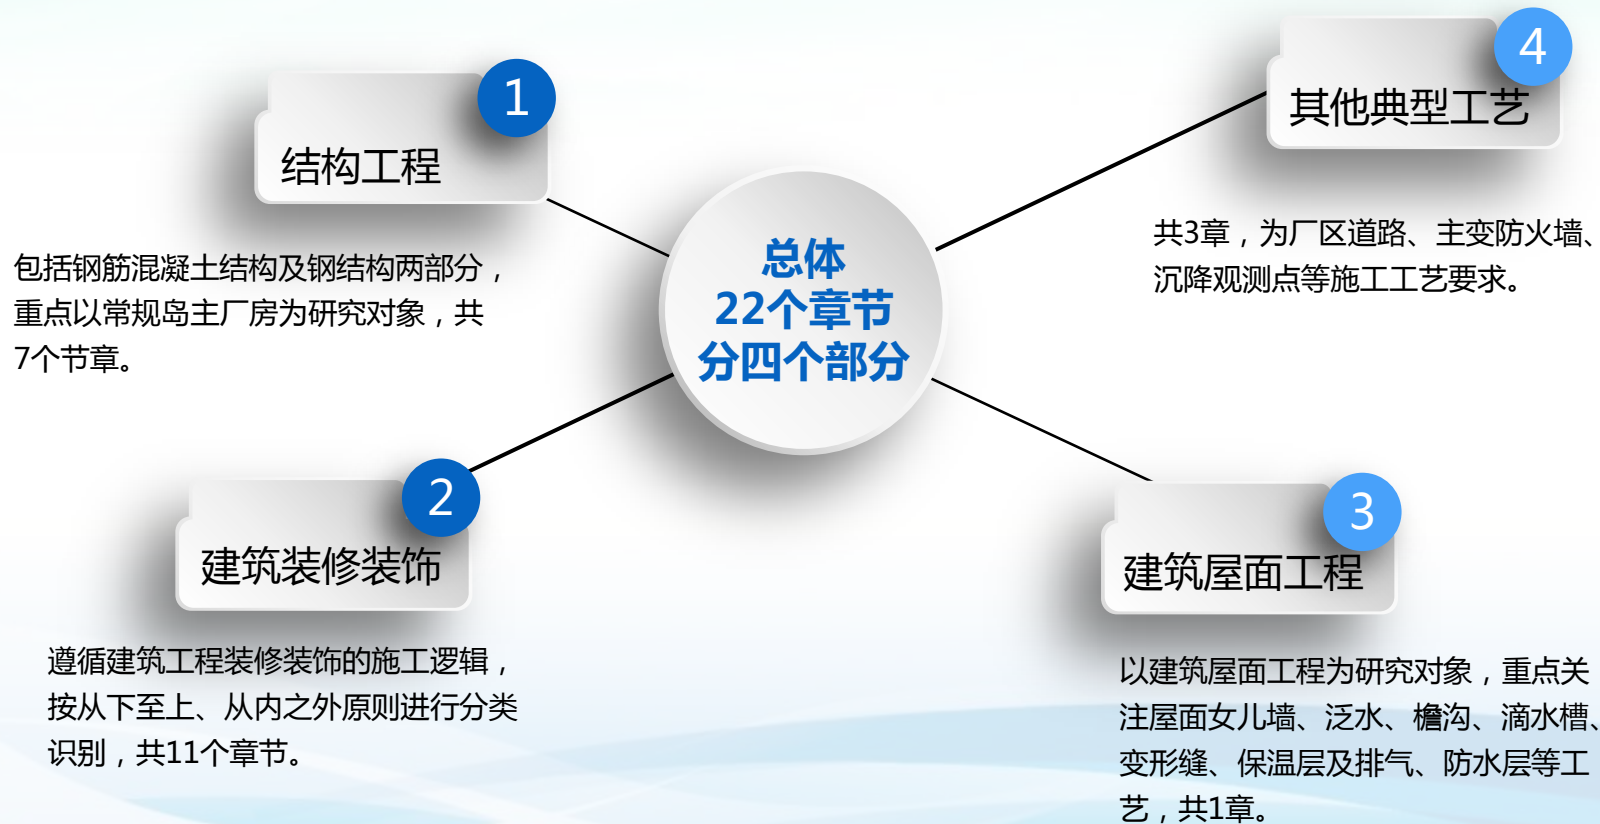 总体
22个章节
分四个部分
1
结构工程
包括钢筋混凝土结构及钢结构两部分，
重点以常规岛主厂房为研究对象，共
7个节章。
2
建筑装修装饰
遵循建筑工程装修装饰的施工逻辑，
按从下至上、从内之外原则进行分类
识别，共11个章节。
3
建筑屋面工程
以建筑屋面工程为研究对象，重点关
注屋面女儿墙、泛水、檐沟、滴水槽、
变形缝、保温层及排气、防水层等工
艺，共1章。
4
其他典型工艺
共3章，为厂区道路、主变防火墙、
沉降观测点等施工工艺要求。